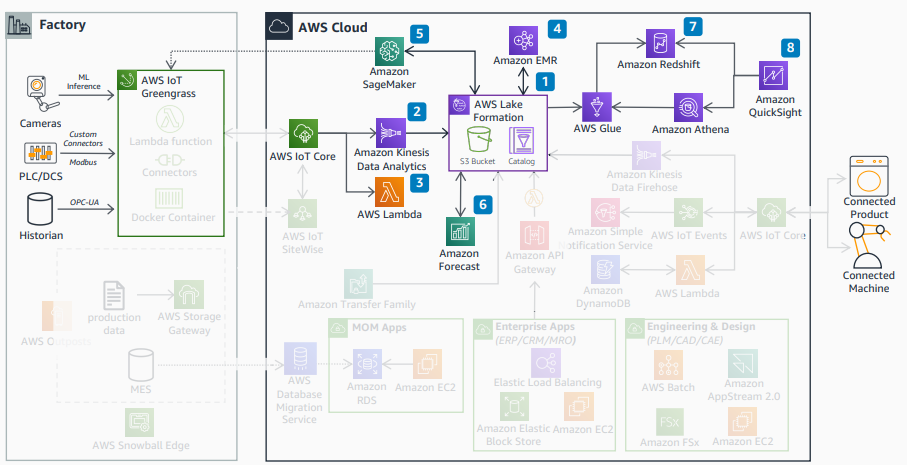 Factory
AWS Cloud
5
4
7
8
ML
Inference
AWS IoT
Greengrass
Amazon
SageMaker
Amazon EMR
Amazon Redshift
Amazon
QuickSight
1
Cameras
Lambda function
2
AWS Lake
Formation
S3 Bucket
Catalog
AWS Glue
Amazon Athena
Custom
Connectors
Modbus
PLC/DCS
Connectors
AWS IoT Core
Amazon Kinesis
Data Analytics
3
Amazon Kinesis
Data Firehose
OPC-UA
Historian
Docker Container
AWS Lambda
6
Connected
Product
AWS IoT
SiteWise
Amazon
Forecast
Amazon API
Gateway
Amazon Simple
Notification Service
AWS IoT Events
AWS IoT Core
Connected
Machine
production
data
AWS Storage
Gateway
Amazon Transfer Family
Amazon
DynamoDB
AWS Lambda
AWS O
MES
AWS
Database
Migration
Service
MOM Apps
Amazon
RDS
Amazon EC2
Enterprise Apps
(ERP/CRM/MRO)
Elastic Load Balancing
Amazon Elastic
Block Store
Amazon EC2
Engineering & Design
(PLM/CAD/CAE)
AWS Batch
Amazon
AppStream 2.0
FSx
Amazon FSx
Amazon EC2
AWS Snowball Edge